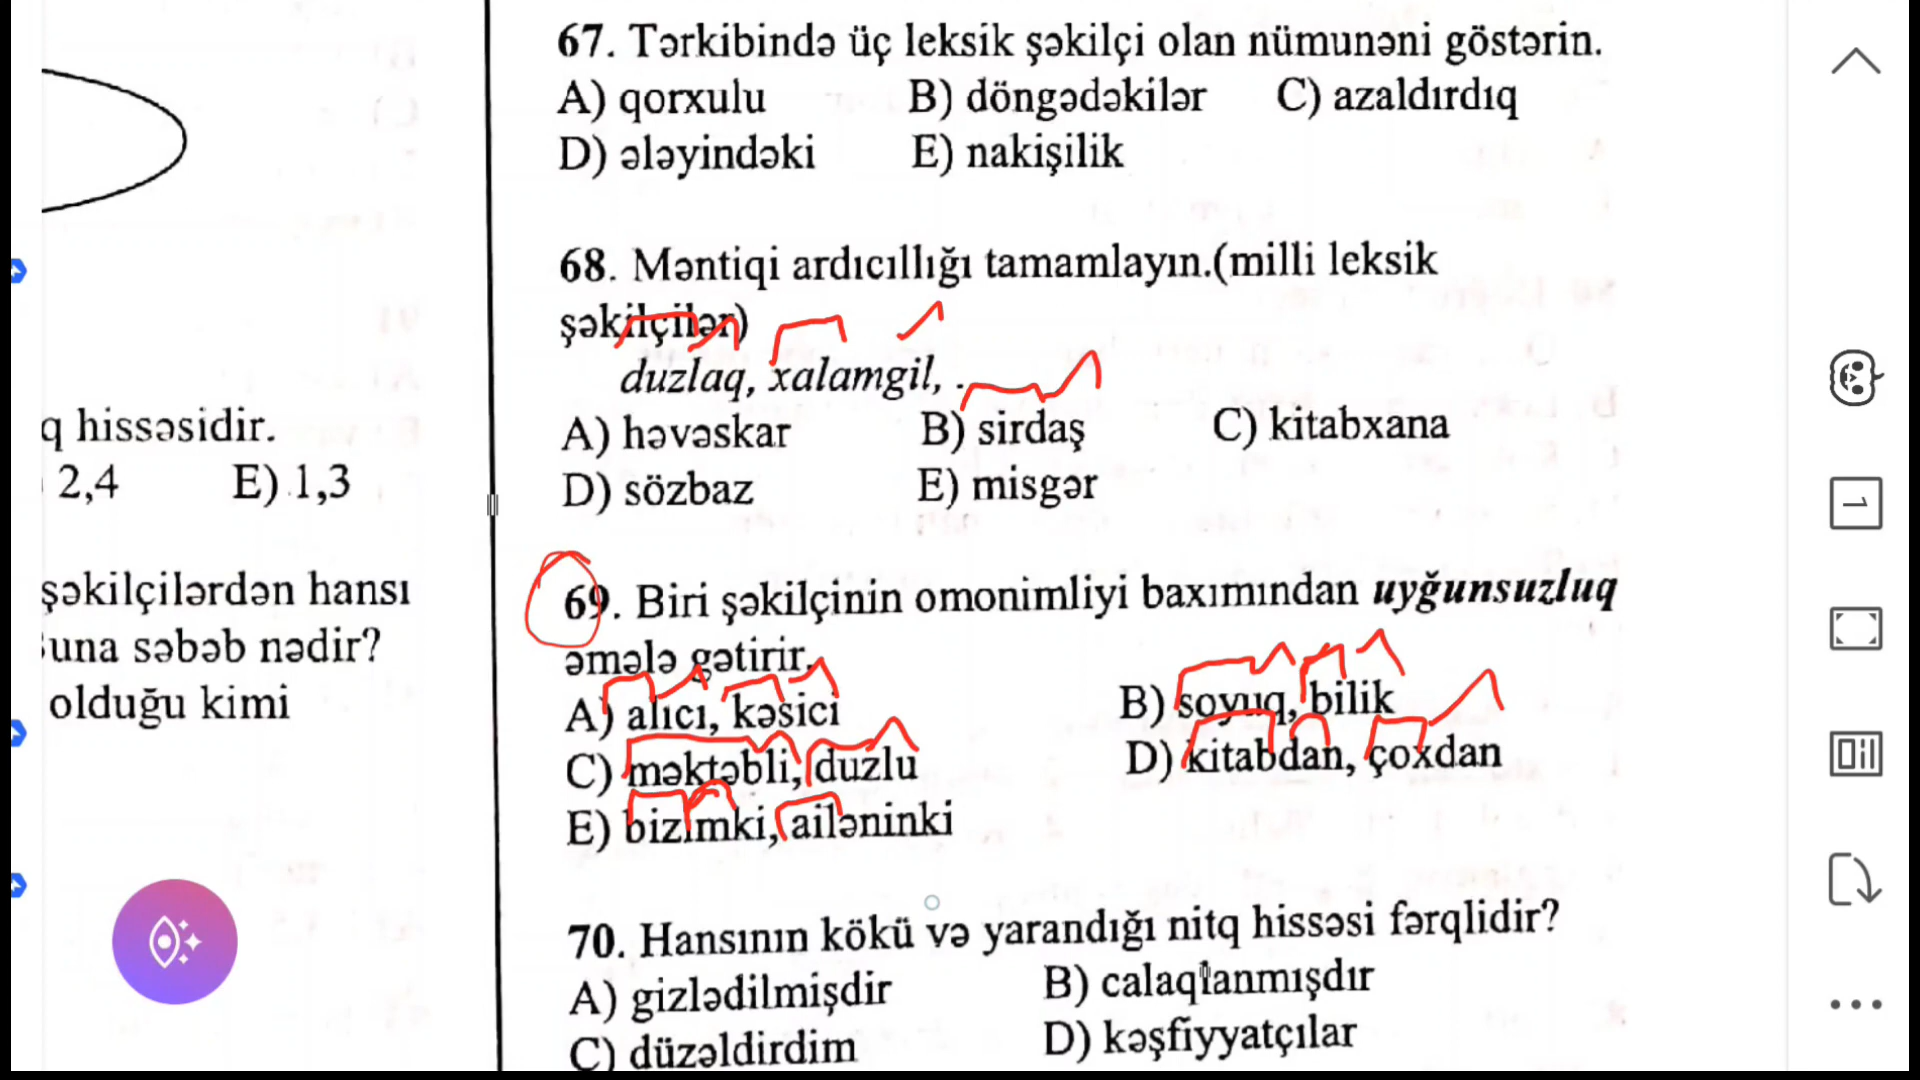 q hissəsidir.
2,4 E) 1,3
şəkilçilərdən hansı
una səbəb nədir?
olduğu kimi
67. Tərkibində üç leksik şəkilçi olan nümunəni göstərin.
A) qorxulu B) döngədəkilər C) azaldırdıq
D) ələyindəki E) nakişilik
68. Məntiqi ardıcıllığı tamamlayın.(milli leksik
şəkilçilər)
duzlaq, xalamgil, .
A) həvəskar B) sirdaş C) kitabxana
D) sözbaz E) misgər
69. Biri şəkilçinin omonimliyi baxımından uyğunsuzluq
əmələ gətirir.
A) alıcı, kəsici B) soyuq, bilik
C) məktəbli, duzlu D) kitabdan, çoxdan
E) bizimki, ailəninki
70. Hansının kökü və yarandığı nitq hissəsi fərqlidir?
A) gizlədilmişdir B) calaqlanmışdır
C) düzəldirdim D) kəşfiyyatçılar